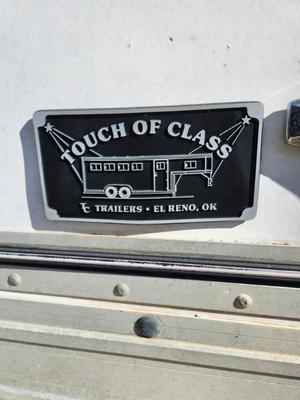 TOUCH OF CLASS
TC TRAILERS • EL RENO, OK